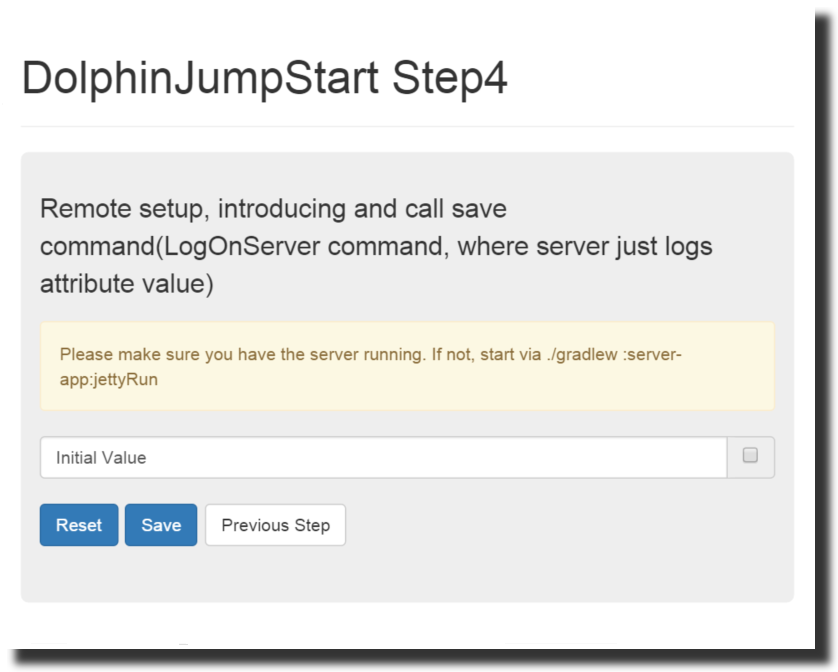 DolphinJumpStart Step4
Remote setup, introducing and call save
command(LogOnServer command, where server just logs
attribute value)
Please make sure you have the server running. If not, start via ./gradlew :server-
app:jettyRun
Initial Value
Reset Save Previous Step